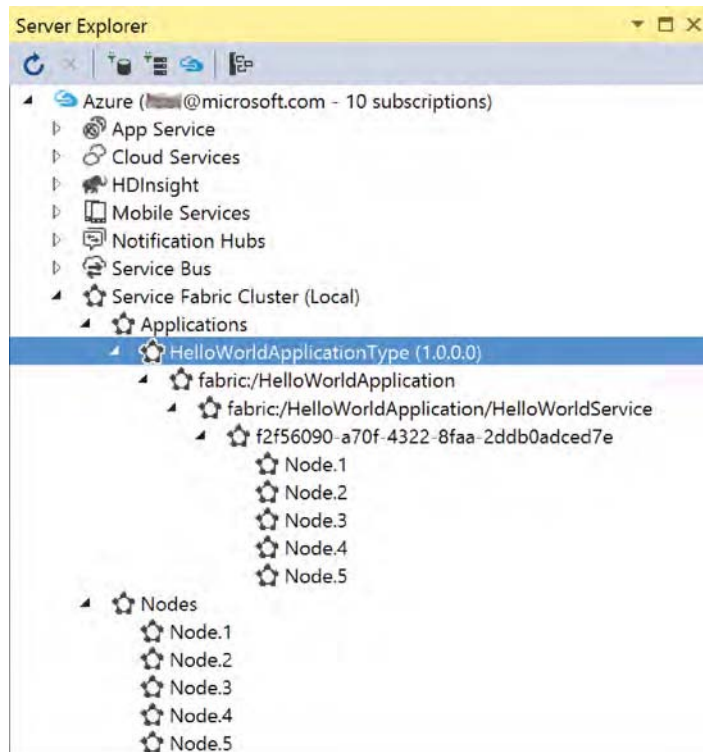 Server Explorer
Azure (@microsoft.com - 10 subscriptions)
App Service
Cloud Services
HDInsight
Mobile Services
Notification Hubs
Service Bus
Service Fabric Cluster (Local)
Applications
HelloWorldApplicationType (1.0.0.0)
fabric:/HelloWorldApplication
fabric:/HelloWorldApplication/HelloWorldService
f2f56090-a70f-4322-8faa-2ddb0adced7e
Node.1
Node.2
Node.3
Node.4
Node.5
Nodes
Node.1
Node.2
Node.3
Node.4
Node.5